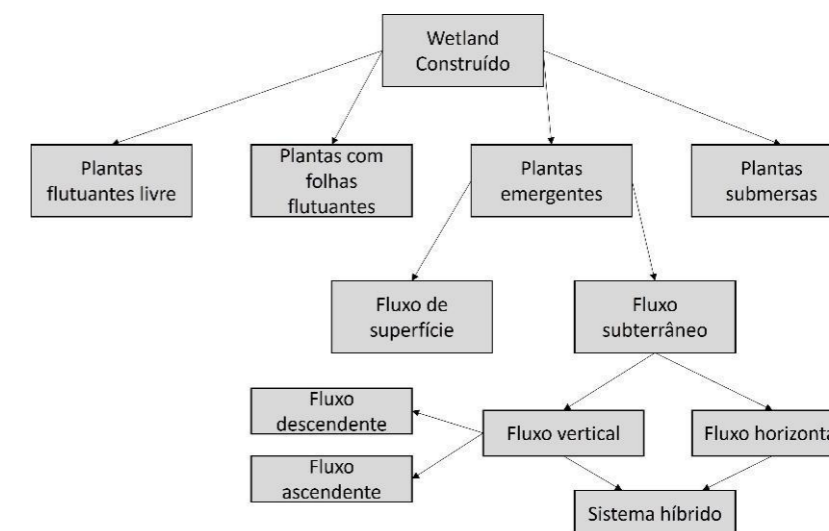 Wetland
Construído
Plantas
flutuantes livre
Plantas com
folhas
flutuantes
Plantas
emergentes
Plantas
submersas
Fluxo de
superfície
Fluxo
subterrâneo
Fluxo
descendente
Fluxo vertical
Fluxo horizonta
Fluxo
ascendente
Sistema híbrido